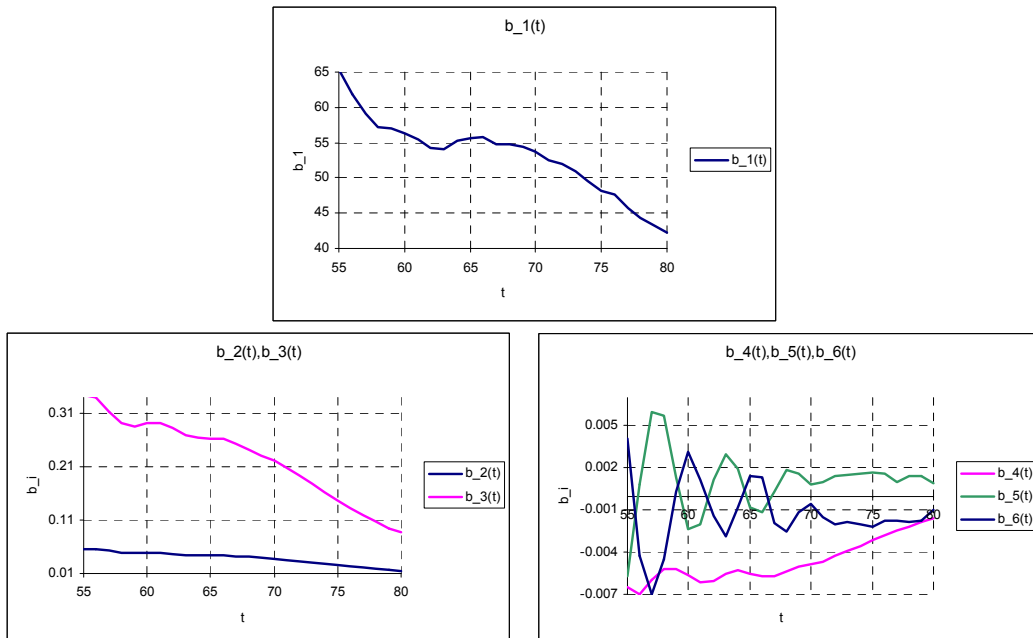 b_1(t)
65
60
55
50
45
40
b_1
55 60 65 70 75 80
t
b_1(t)
b_2(t),b_3(t)
0.31
0.21
0.11
0.01
b_i
55 60 65 70 75 80
t
b_2(t)
b_3(t)
b_4(t),b_5(t),b_6(t)
0.005
0.002
-0.001
-0.004
-0.007
b_i
55 60 65 70 75 80
t
b_4(t)
b_5(t)
b_6(t)